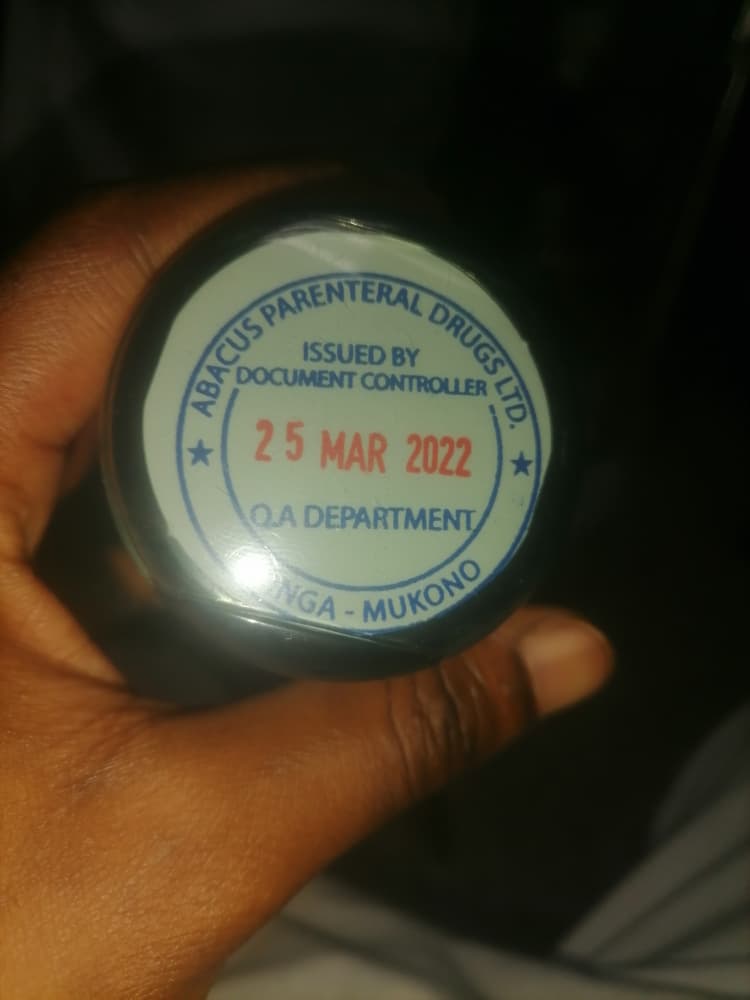 ABACUS PARENTERAL DRUGS LTD.
ISSUED BY
DOCUMENT CONTROLLER
25 MAR 2022
Q.A DEPARTMENT
- MUKONO